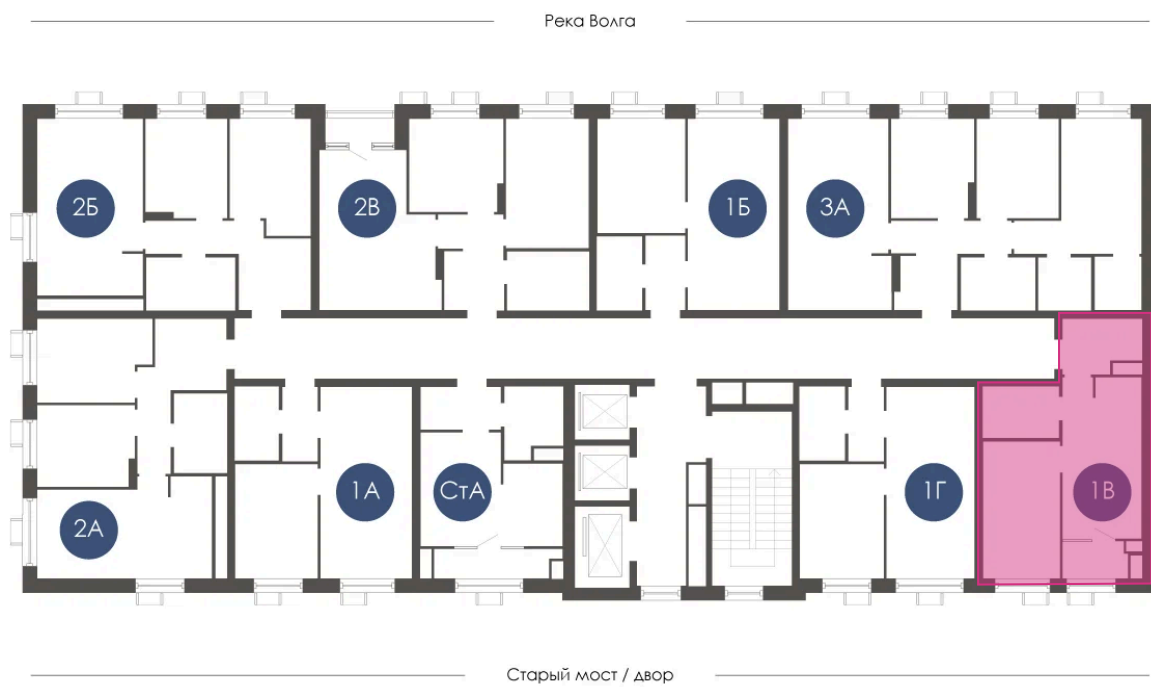 Река Волга
2Б
2В
1Б
3А
2А
1А
СтА
1Г
1В
Старый мост / двор